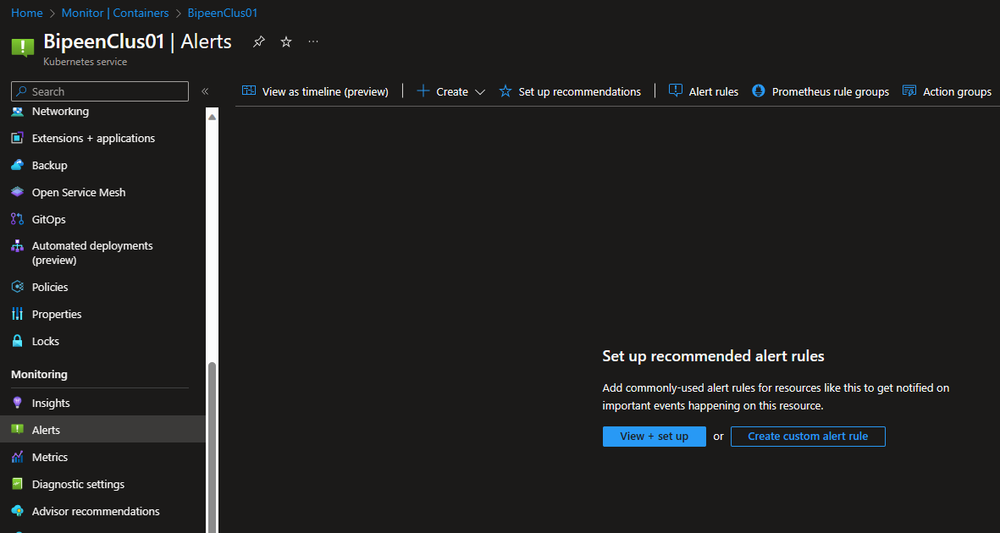 Home > Monitor | Containers > BipeenClus01
BipeenClus01 | Alerts
Kubernetes service
Search
Networking
Extensions + applications
Backup
Open Service Mesh
GitOps
Automated deployments
(preview)
Policies
Properties
Locks
Monitoring
Insights
Alerts
Metrics
Diagnostic settings
Advisor recommendations
View as timeline (preview) Create Set up recommendations Alert rules Prometheus rule groups Action groups
Set up recommended alert rules
Add commonly-used alert rules for resources like this to get notified on
important events happening on this resource.
View + set up or Create custom alert rule